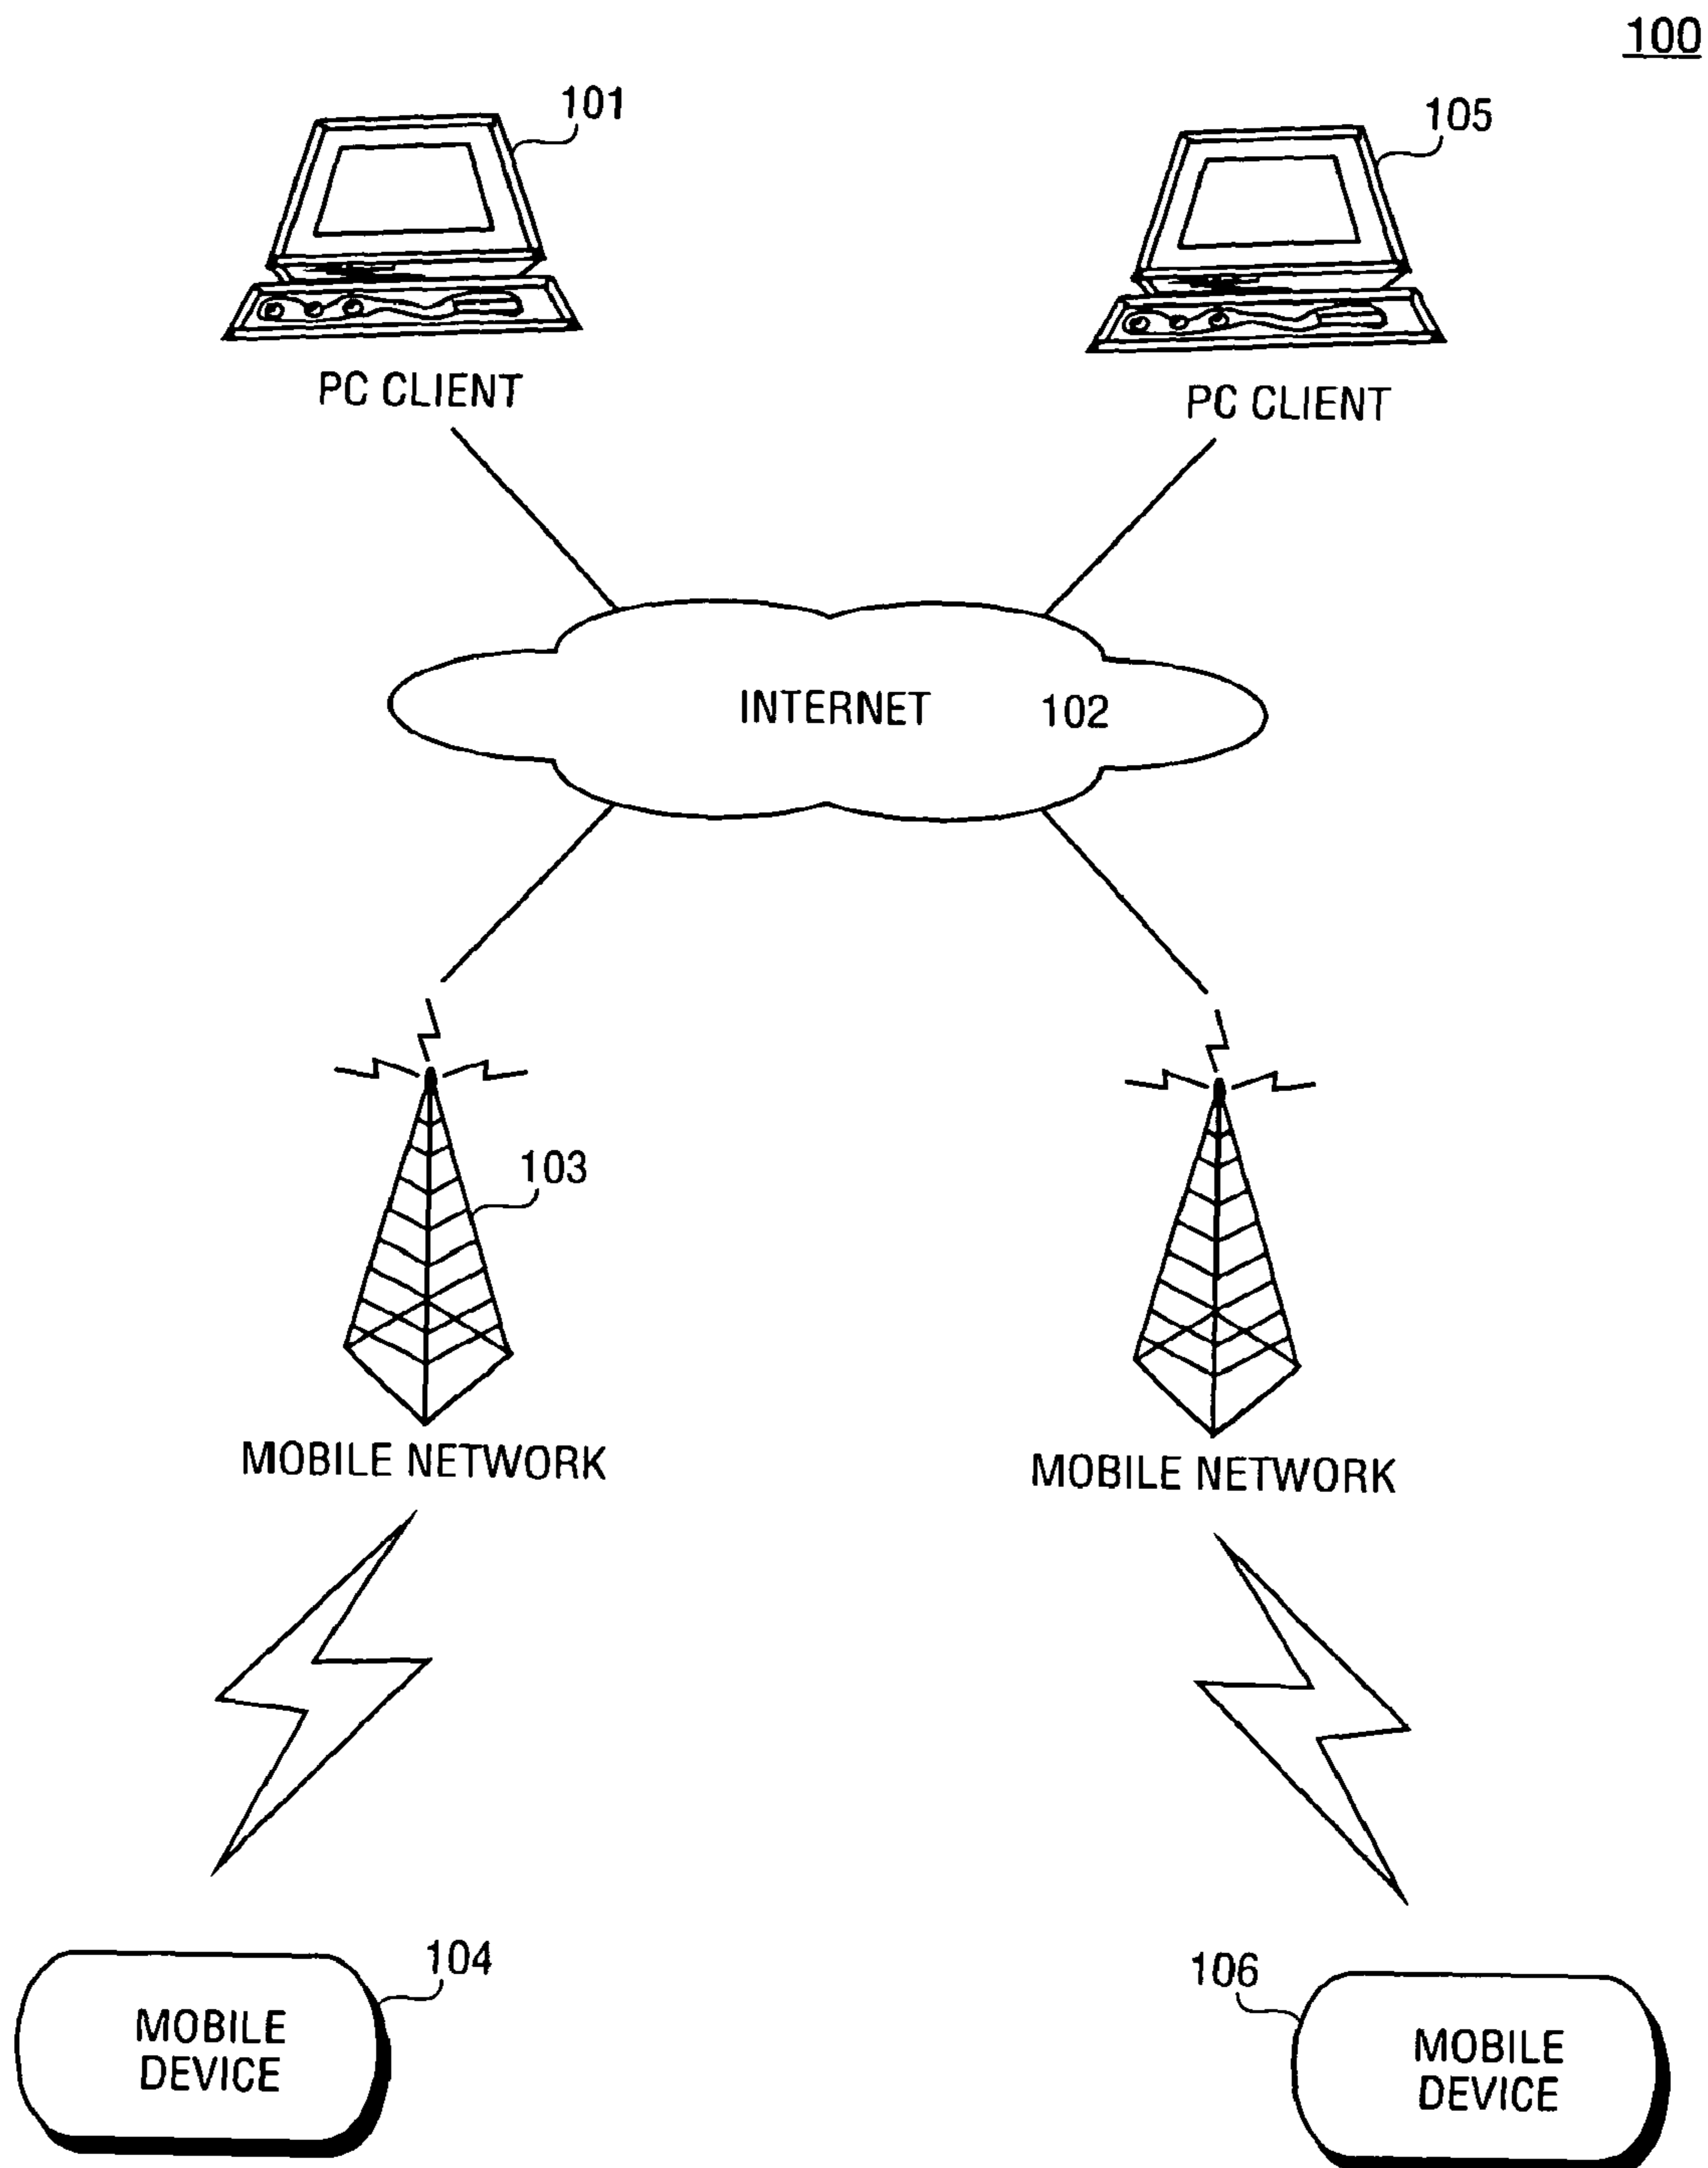 100
101
105
PC CLIENT
PC CLIENT
INTERNET 102
103
MOBILE NETWORK
MOBILE NETWORK
104
106
MOBILE
DEVICE
MOBILE
DEVICE